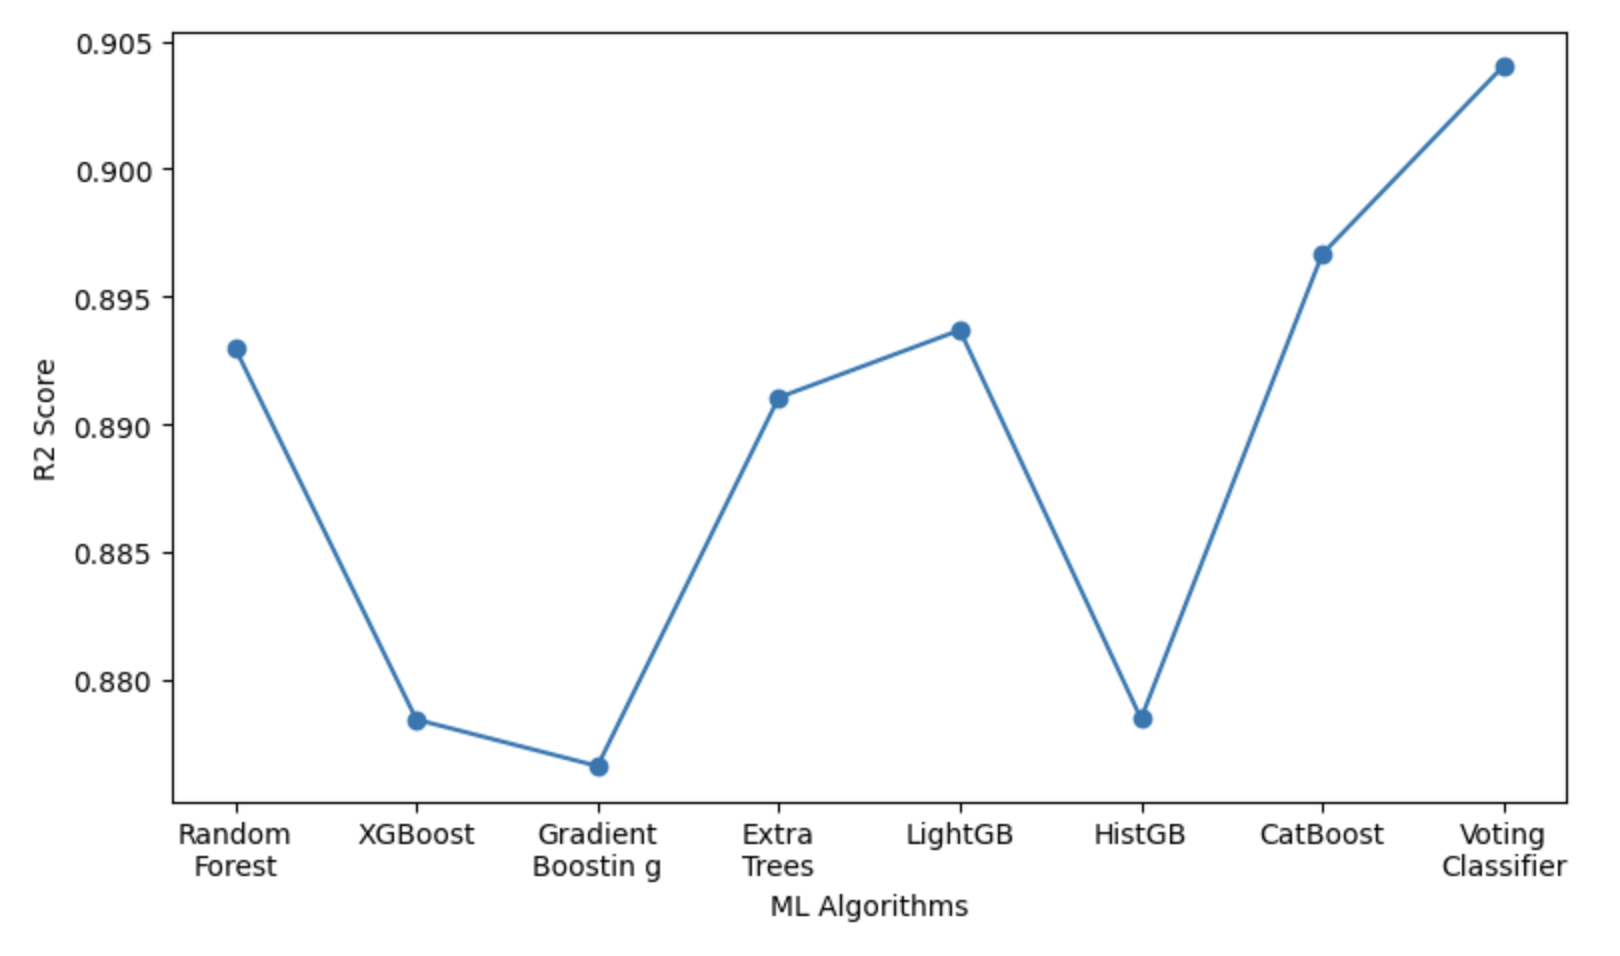 0.905
0.900
0.895
0.890
0.885
0.880
R2 Score
Random
Forest
XGBoost
Gradient
Boostin g
Extra
Trees
LightGB
HistGB
CatBoost
Voting
Classifier
ML Algorithms